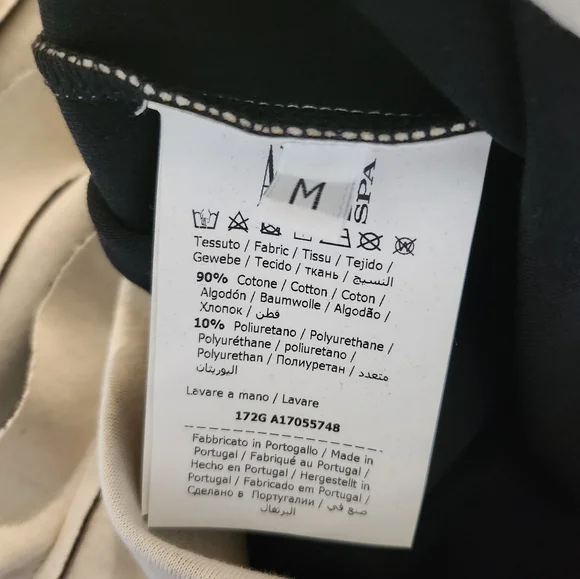 M
SPA
Tessuto / Fabric / Tissu / Tejido /
Gewebe / Tecido / ткань / النسيج
90% Cotone / Cotton / Coton /
Algodón / Baumwolle / Algodão /
Хлопок / قطن
10% Poliuretano / Polyurethane /
Polyuréthane / poliuretano /
Polyurethan / Полиуретан / متعدد
اليوريثان
Lavare a mano / Lavare
172G A17055748
Fabbricato in Portogallo / Made in
Portugal / Fabriqué au Portugal /
Hecho en Portugal / Hergestellt in
Portugal / Fabricado em Portugal /
Сделано в Португалии / صنع في
البرتغال